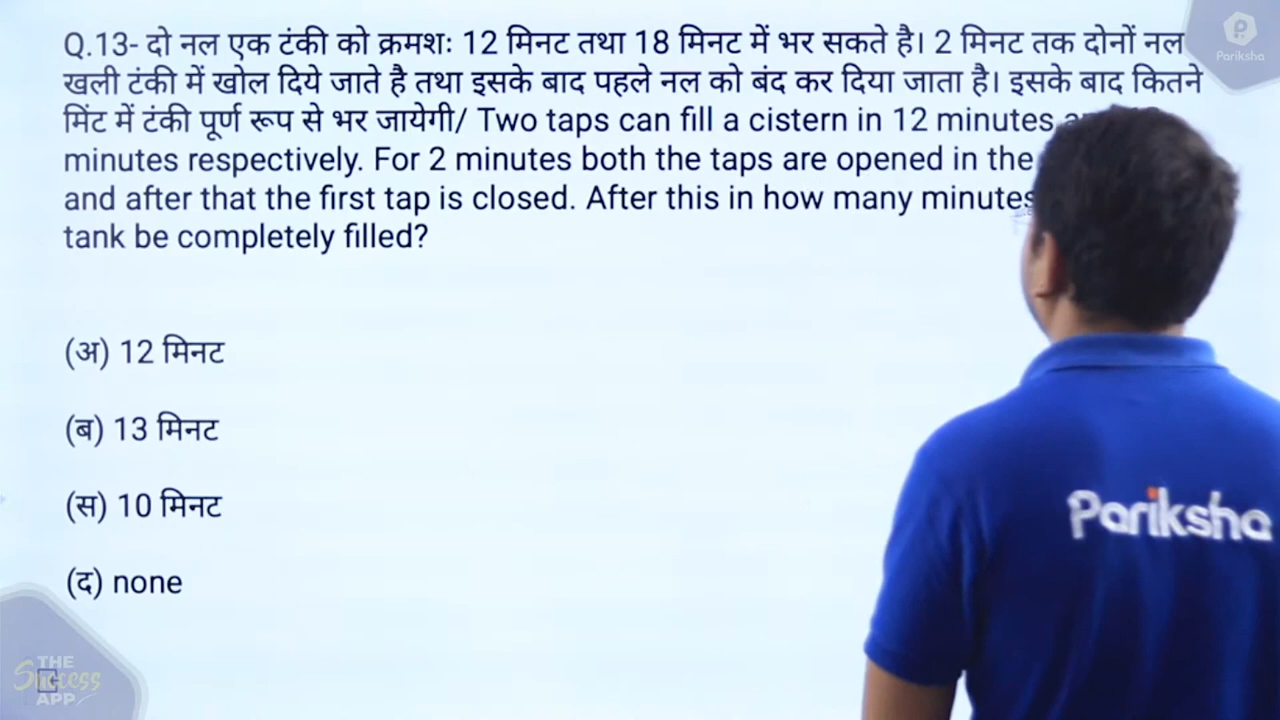 Q.13- दो नल एक टंकी को क्रमशः 12 मिनट तथा 18 मिनट में भर सकते है। 2 मिनट तक दोनों नल
खली टंकी में खोल दिये जाते है तथा इसके बाद पहले नल को बंद कर दिया जाता है। इसके बाद कितने
मिंट में टंकी पूर्ण रूप से भर जायेगी/ Two taps can fill a cistern in 12 minutes
minutes respectively. For 2 minutes both the taps are opened in the
and after that the first tap is closed. After this in how many minutes
tank be completely filled?
(अ) 12 मिनट
(ब) 13 मिनट
(स) 10 मिनट
(द) none
Pariksha
Pariksha
THE
Success
APP